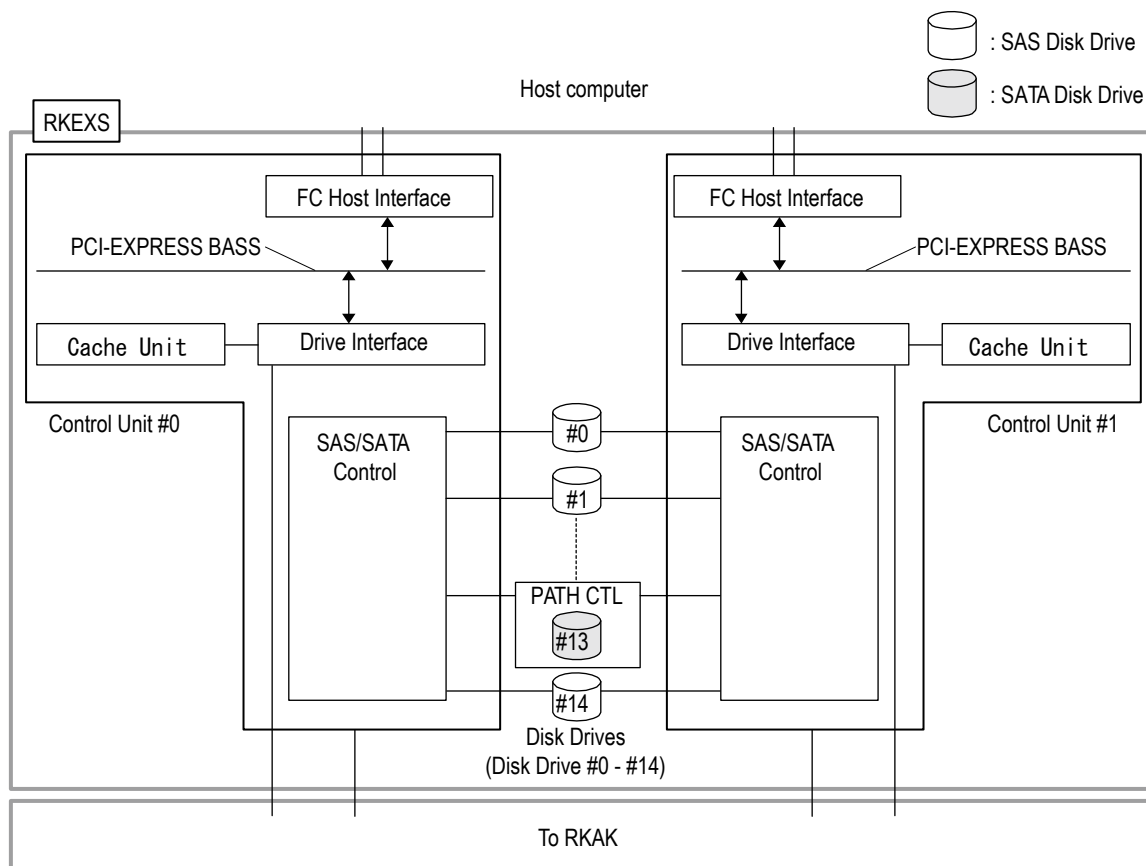 : SAS Disk Drive
Host computer
: SATA Disk Drive
RKEXS
FC Host Interface
FC Host Interface
PCI-EXPRESS BASS
PCI-EXPRESS BASS
Cache Unit
Drive Interface
Drive Interface
Cache Unit
Control Unit #0
Control Unit #1
SAS/SATA
Control
#0
SAS/SATA
Control
#1
PATH CTL
#13
#14
Disk Drives
(Disk Drive #0 - #14)
To RKAK